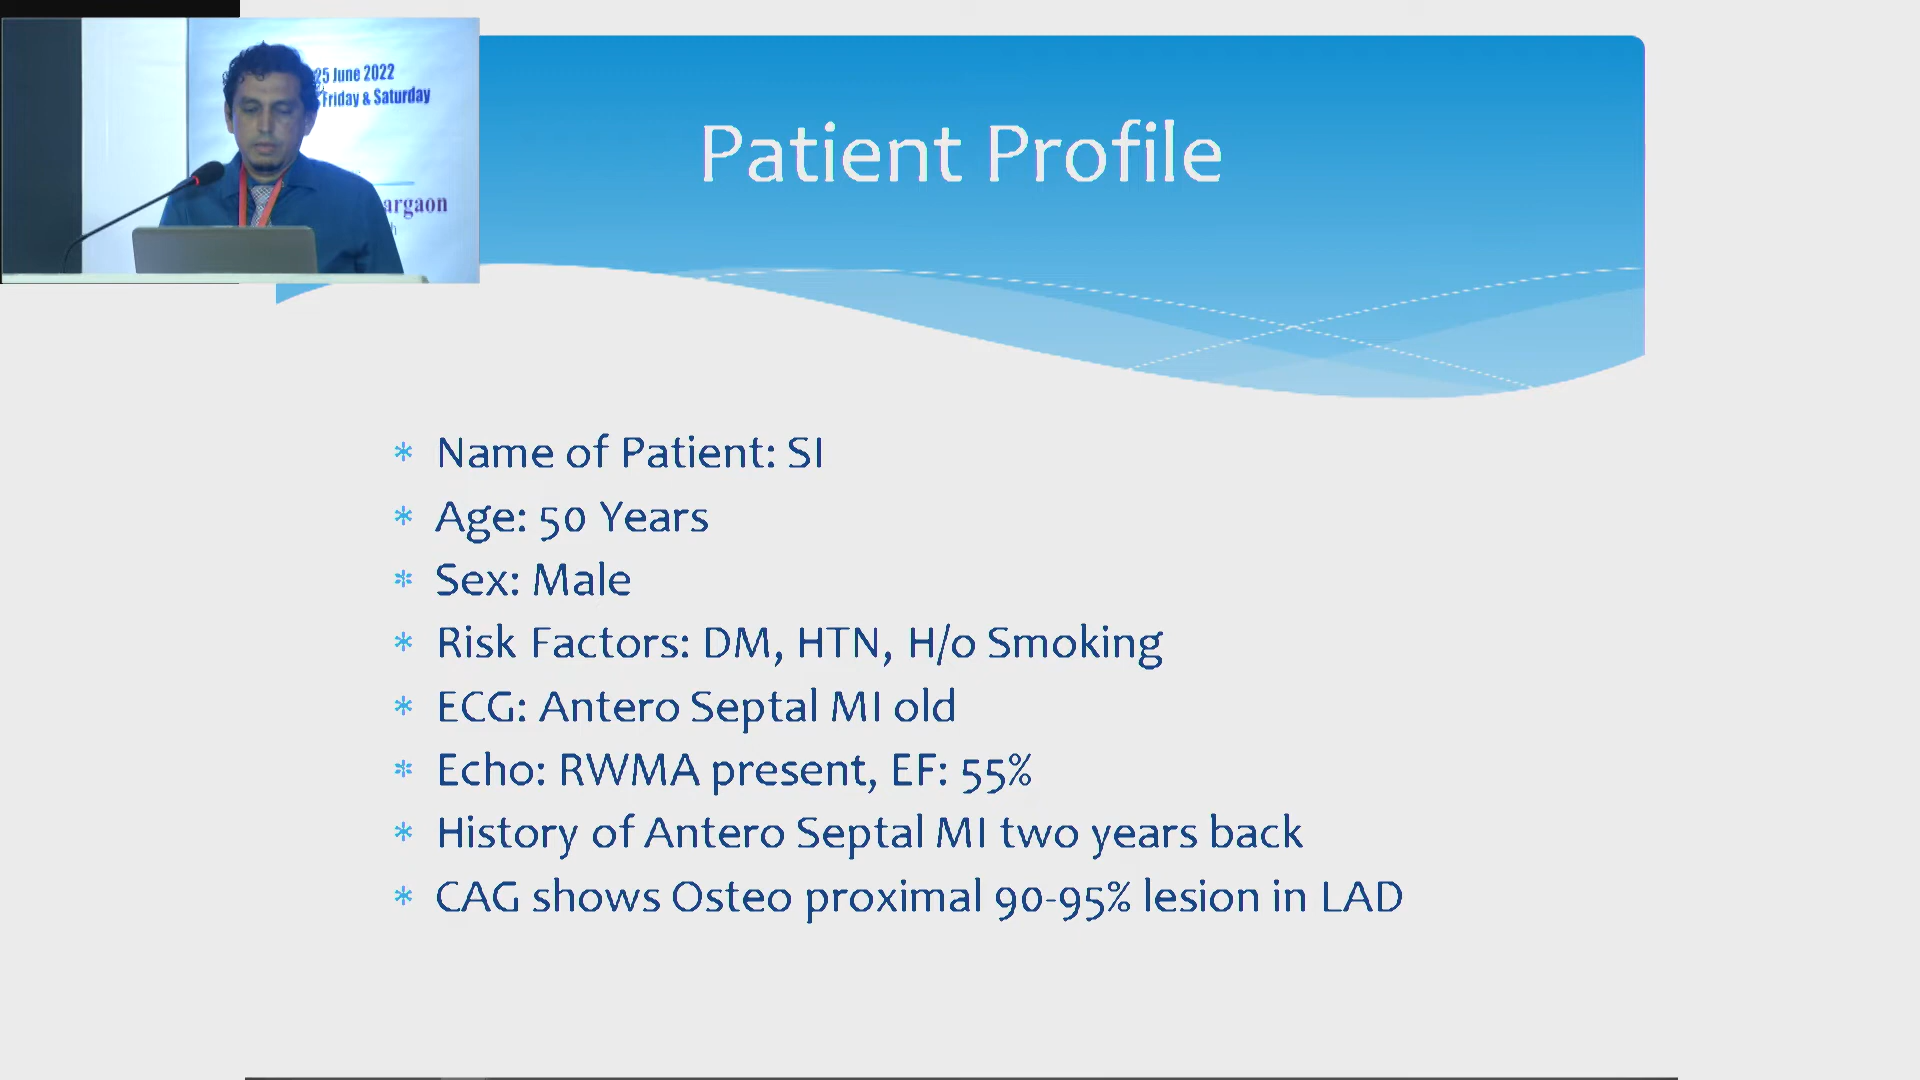 25 June 2022
Friday & Saturday
Patient Profile
* Name of Patient: SI
* Age: 50 Years
* Sex: Male
* Risk Factors: DM, HTN, H/o Smoking
* ECG: Antero Septal MI old
* Echo: RWMA present, EF: 55%
* History of Antero Septal MI two years back
* CAG shows Osteo proximal 90-95% lesion in LAD